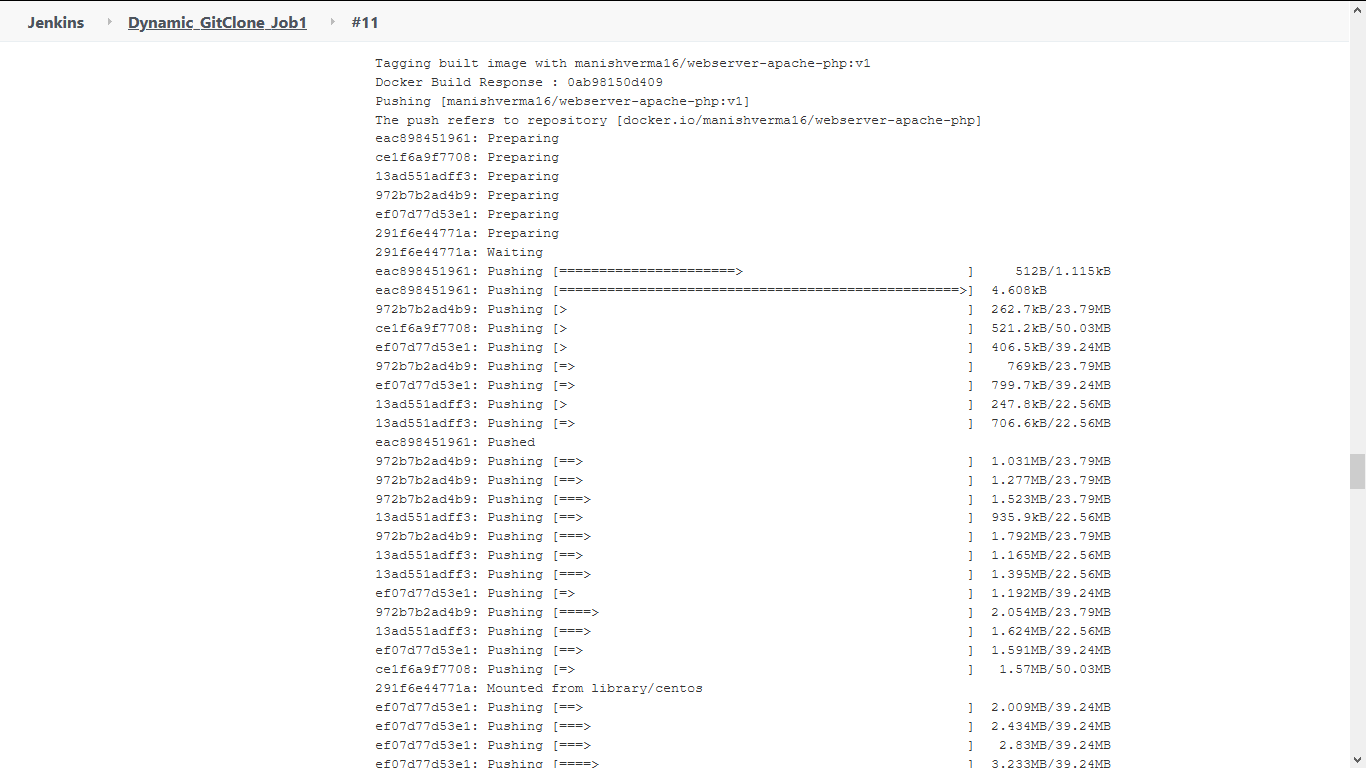 Jenkins Dynamic_GitClone_Job1 #11
Tagging built image with manishverma16/webserver-apache-php:v1
Docker Build Response : 0ab98150d409
Pushing [manishverma16/webserver-apache-php:v1]
The push refers to repository [docker.io/manishverma16/webserver-apache-php]
eac898451961: Preparing
ce1f6a9f7708: Preparing
13ad551adff3: Preparing
972b7b2ad4b9: Preparing
ef07d77d53e1: Preparing
291f6e44771a: Preparing
291f6e44771a: Waiting
eac898451961: Pushing [======================>                            ]     512B/1.115kB
eac898451961: Pushing [==================================================>]  4.608kB
972b7b2ad4b9: Pushing [>                                                  ]  262.7kB/23.79MB
ce1f6a9f7708: Pushing [>                                                  ]  521.2kB/50.03MB
ef07d77d53e1: Pushing [>                                                  ]  406.5kB/39.24MB
972b7b2ad4b9: Pushing [=>                                                 ]    769kB/23.79MB
ef07d77d53e1: Pushing [=>                                                 ]  799.7kB/39.24MB
13ad551adff3: Pushing [>                                                  ]  247.8kB/22.56MB
13ad551adff3: Pushing [=>                                                 ]  706.6kB/22.56MB
eac898451961: Pushed
972b7b2ad4b9: Pushing [==>                                                ]  1.031MB/23.79MB
972b7b2ad4b9: Pushing [==>                                                ]  1.277MB/23.79MB
972b7b2ad4b9: Pushing [===>                                               ]  1.523MB/23.79MB
13ad551adff3: Pushing [==>                                                ]  935.9kB/22.56MB
972b7b2ad4b9: Pushing [===>                                               ]  1.792MB/23.79MB
13ad551adff3: Pushing [==>                                                ]  1.165MB/22.56MB
13ad551adff3: Pushing [===>                                               ]  1.395MB/22.56MB
ef07d77d53e1: Pushing [=>                                                 ]  1.192MB/39.24MB
972b7b2ad4b9: Pushing [====>                                              ]  2.054MB/23.79MB
13ad551adff3: Pushing [===>                                               ]  1.624MB/22.56MB
ef07d77d53e1: Pushing [==>                                                ]  1.591MB/39.24MB
ce1f6a9f7708: Pushing [=>                                                 ]   1.57MB/50.03MB
291f6e44771a: Mounted from library/centos
ef07d77d53e1: Pushing [==>                                                ]  2.009MB/39.24MB
ef07d77d53e1: Pushing [===>                                               ]  2.434MB/39.24MB
ef07d77d53e1: Pushing [===>                                               ]   2.83MB/39.24MB
ef07d77d53e1: Pushing [====>                                              ]  3.233MB/39.24MB